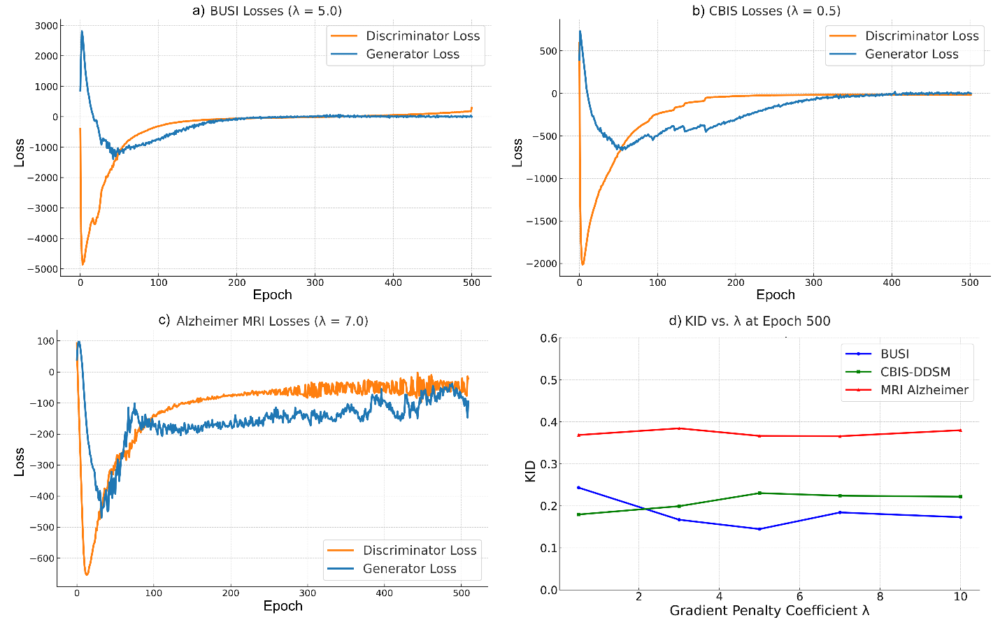 a) BUSI Losses (λ = 5.0)
3000
2000
1000
0
−1000
−2000
−3000
−4000
−5000
Loss
Discriminator Loss
Generator Loss
0 100 200 300 400 500
Epoch
b) CBIS Losses (λ = 0.5)
500
0
−500
−1000
−1500
−2000
Loss
Discriminator Loss
Generator Loss
0 100 200 300 400 500
Epoch
c) Alzheimer MRI Losses (λ = 7.0)
100
0
−100
−200
−300
−400
−500
−600
Loss
Discriminator Loss
Generator Loss
0 100 200 300 400 500
Epoch
d) KID vs. λ at Epoch 500
0.6
0.5
0.4
0.3
0.2
0.1
0.0
KID
BUSI
CBIS-DDSM
MRI Alzheimer
2 4 6 8 10
Gradient Penalty Coefficient λ